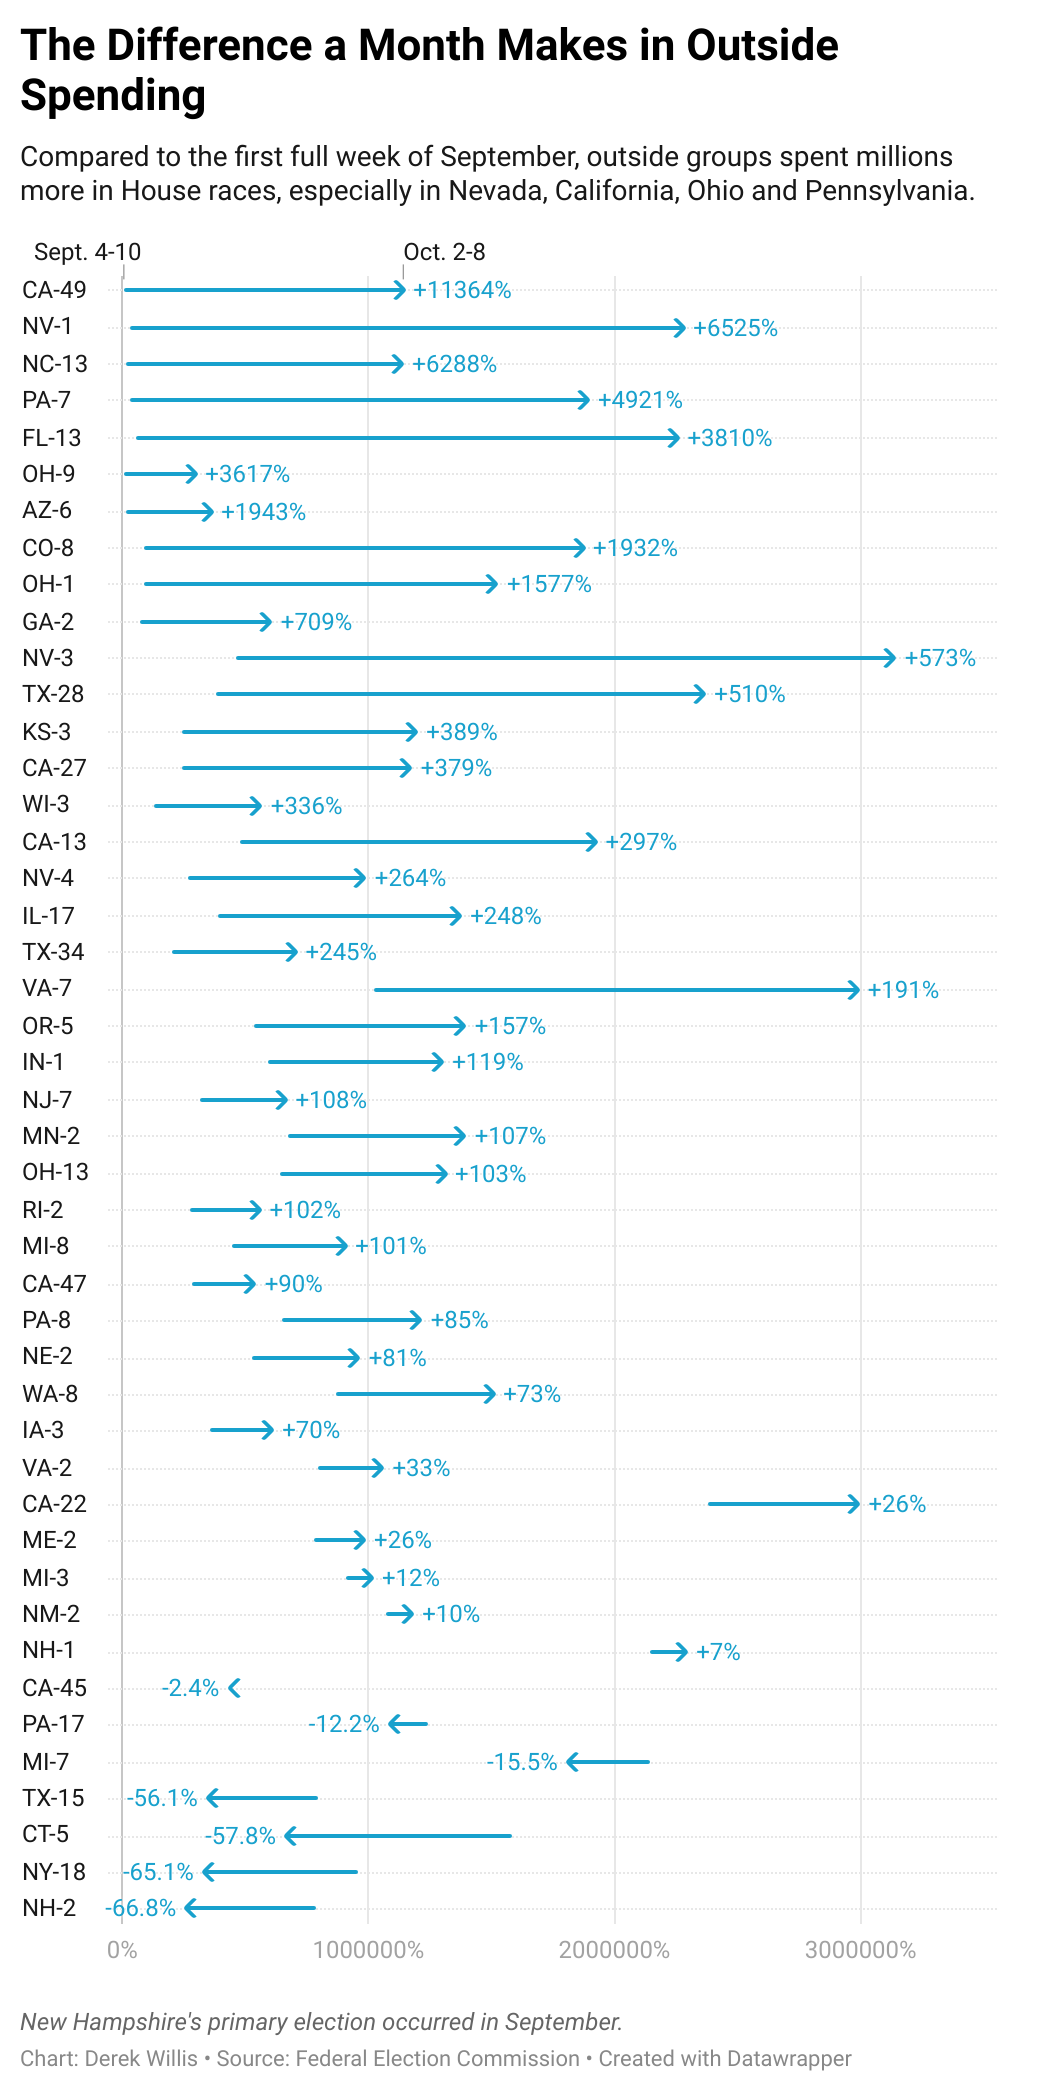 The Difference a Month Makes in Outside
Spending
Compared to the first full week of September, outside groups spent millions
more in House races, especially in Nevada, California, Ohio and Pennsylvania.
Sept. 4-10 Oct. 2-8
CA-49 +11364%
NV-1 +6525%
NC-13 +6288%
PA-7 +4921%
FL-13 +3810%
OH-9 +3617%
AZ-6 +1943%
CO-8 +1932%
OH-1 +1577%
GA-2 +709%
NV-3 +573%
TX-28 +510%
KS-3 +389%
CA-27 +379%
WI-3 +336%
CA-13 +297%
NV-4 +264%
IL-17 +248%
TX-34 +245%
VA-7 +191%
OR-5 +157%
IN-1 +119%
NJ-7 +108%
MN-2 +107%
OH-13 +103%
RI-2 +102%
MI-8 +101%
CA-47 +90%
PA-8 +85%
NE-2 +81%
WA-8 +73%
IA-3 +70%
VA-2 +33%
CA-22 +26%
ME-2 +26%
MI-3 +12%
NM-2 +10%
NH-1 +7%
CA-45 -2.4%
PA-17 -12.2%
MI-7 -15.5%
TX-15 -56.1%
CT-5 -57.8%
NY-18 -65.1%
NH-2 -66.8%
0% 1000000% 2000000% 3000000%
New Hampshire's primary election occurred in September.
Chart: Derek Willis • Source: Federal Election Commission • Created with Datawrapper